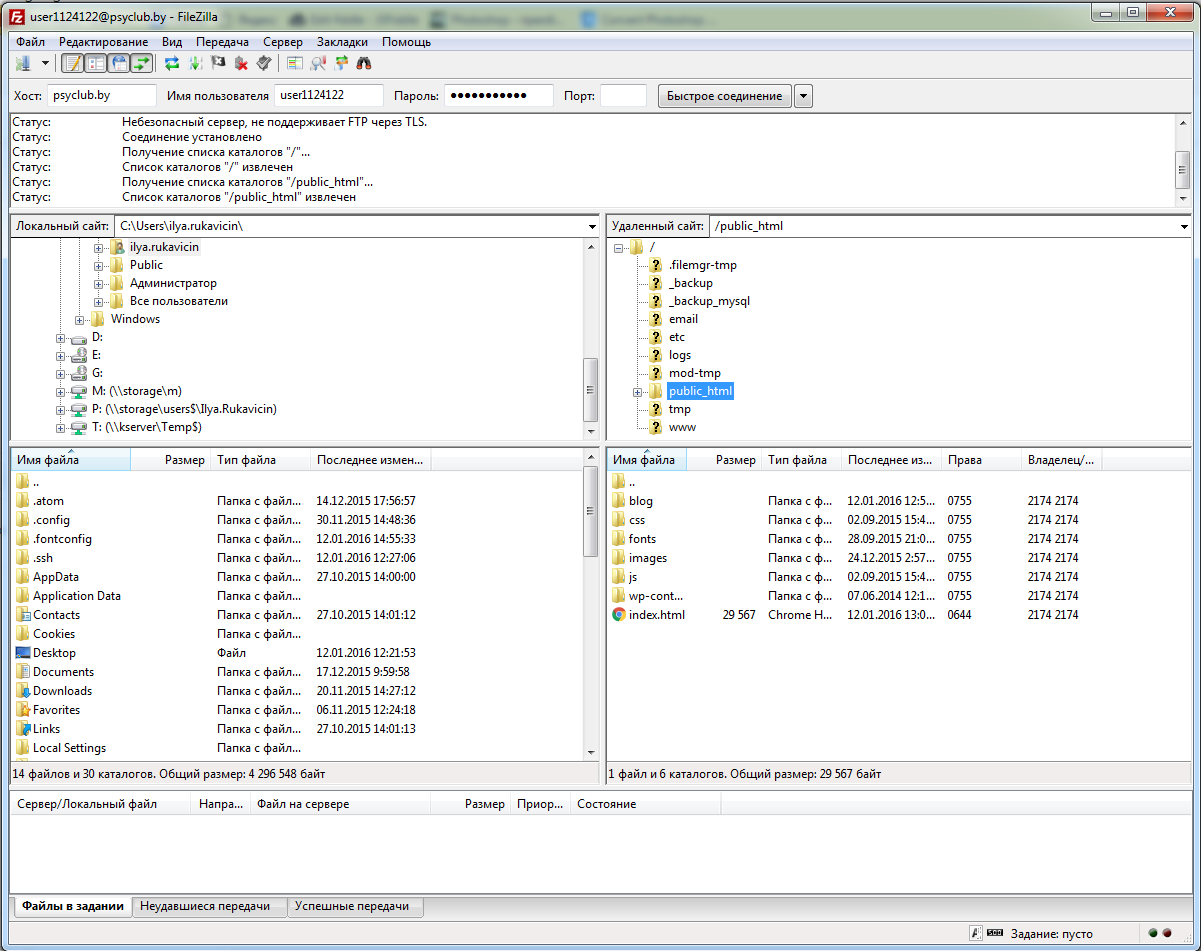 user1124122@psyclub.by - FileZilla
Файл Редактирование Вид Передача Сервер Закладки Помощь
Хост: psyclub.by Имя пользователя user1124122 Пароль: ●●●●●●●●●●● Порт: Быстрое соединение
Статус: Небезопасный сервер, не поддерживает FTP через TLS.
Статус: Соединение установлено
Статус: Получение списка каталогов "/"...
Статус: Список каталогов "/" извлечен
Статус: Получение списка каталогов "/public_html"...
Статус: Список каталогов "/public_html" извлечен
Локальный сайт: C:\Users\ilya.rukavicin\
ilya.rukavicin
Public
Администратор
Все пользователи
Windows
D:
E:
G:
M: (\\storage\m)
P: (\\storage\users$\Ilya.Rukavicin)
T: (\\kserver\Temp$)
Удаленный сайт: /public_html
/
.filemgr-tmp
_backup
_backup_mysql
email
etc
logs
mod-tmp
public_html
tmp
www
Имя файла Размер Тип файла Последнее измен...
..
.atom Папка с файл... 14.12.2015 17:56:57
.config Папка с файл... 30.11.2015 14:48:36
.fontconfig Папка с файл... 12.01.2016 14:55:33
.ssh Папка с файл... 12.01.2016 12:27:06
AppData Папка с файл... 27.10.2015 14:00:00
Application Data Папка с файл...
Contacts Папка с файл... 27.10.2015 14:01:12
Cookies Папка с файл...
Desktop Файл 12.01.2016 12:21:53
Documents Папка с файл... 17.12.2015 9:59:58
Downloads Папка с файл... 20.11.2015 14:27:12
Favorites Папка с файл... 06.11.2015 12:24:18
Links Папка с файл... 27.10.2015 14:01:13
Local Settings Папка с файл...
14 файлов и 30 каталогов. Общий размер: 4 296 548 байт
Имя файла Размер Тип файла Последнее из... Права Владелец/...
..
blog Папка с ф... 12.01.2016 12:5... 0755 2174 2174
css Папка с ф... 02.09.2015 15:4... 0755 2174 2174
fonts Папка с ф... 28.09.2015 21:0... 0755 2174 2174
images Папка с ф... 24.12.2015 2:57... 0755 2174 2174
js Папка с ф... 02.09.2015 15:4... 0755 2174 2174
wp-cont... Папка с ф... 07.06.2014 12:1... 0755 2174 2174
index.html 29 567 Chrome H... 12.01.2016 13:0... 0644 2174 2174
1 файл и 6 каталогов. Общий размер: 29 567 байт
Сервер/Локальный файл Напра... Файл на сервере Размер Приор... Состояние
Файлы в задании Неудавшиеся передачи Успешные передачи
Задание: пусто